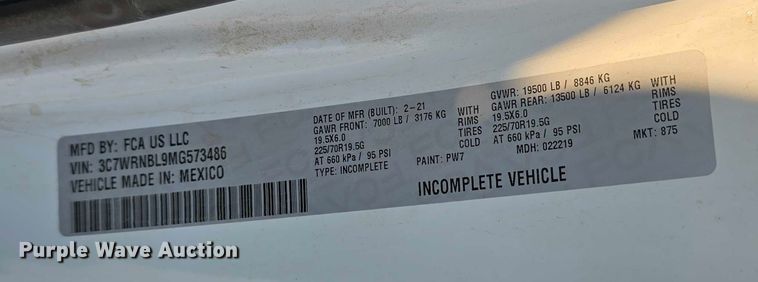 MFD BY: FCA US LLC
VIN: 3C7WRNBL9MG573486
VEHICLE MADE IN: MEXICO
DATE OF MFR (BUILT): 2-21
GAWR FRONT: 7000 LB / 3176 KG WITH
19.5X6.0 RIMS
225/70R19.5G TIRES
AT 660 kPa / 95 PSI COLD
TYPE: INCOMPLETE PAINT: PW7
GVWR: 19500 LB / 8846 KG
GAWR REAR: 13500 LB / 6124 KG WITH
19.5X6.0 RIMS
225/70R19.5G TIRES
AT 660 kPa / 95 PSI COLD
MDH: 022219 MKT: 875
INCOMPLETE VEHICLE
Purple Wave Auction